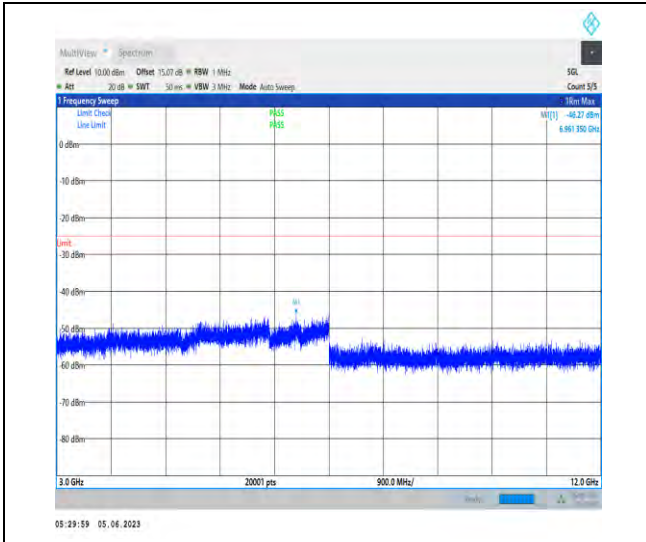 MultiView Spectrum
Ref Level 10.00 dBm Offset 15.07 dB RBW 1 MHz SGL
Att 20 dB SWT 50 ms VBW 3 MHz Mode Auto Sweep Count 5/5
1 Frequency Sweep 1Rm Max
Limit Check PASS M1[1] -48.27 dBm
Line Limit PASS 6.961 350 GHz
0 dBm
-10 dBm
-20 dBm
Limit
-30 dBm
-40 dBm
M1
-50 dBm
-60 dBm
-70 dBm
-80 dBm
3.0 GHz 20001 pts 900.0 MHz/ 12.0 GHz
Ready
05:29:59 05.06.2023